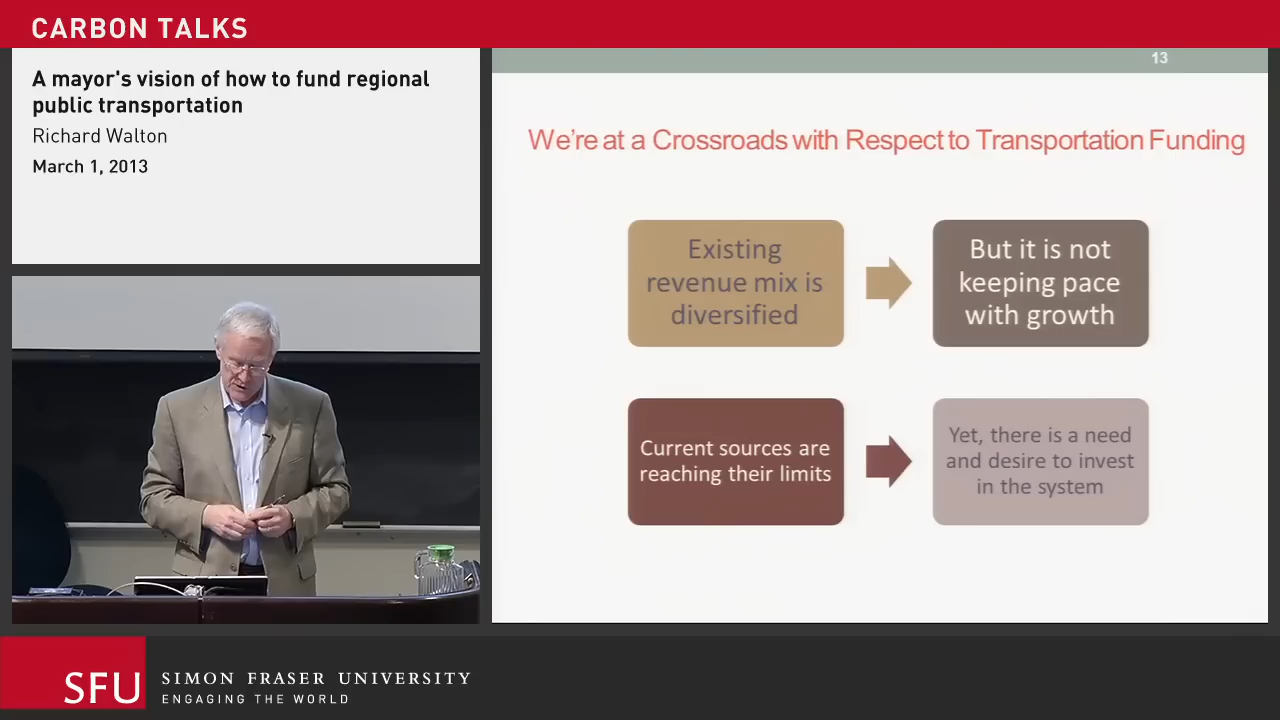 CARBON TALKS
A mayor's vision of how to fund regional
public transportation
Richard Walton
March 1, 2013
13
We're at a Crossroads with Respect to Transportation Funding
Existing
revenue mix is
diversified
But it is not
keeping pace
with growth
Current sources are
reaching their limits
Yet, there is a need
and desire to invest
in the system
SFU
SIMON FRASER UNIVERSITY
ENGAGING THE WORLD